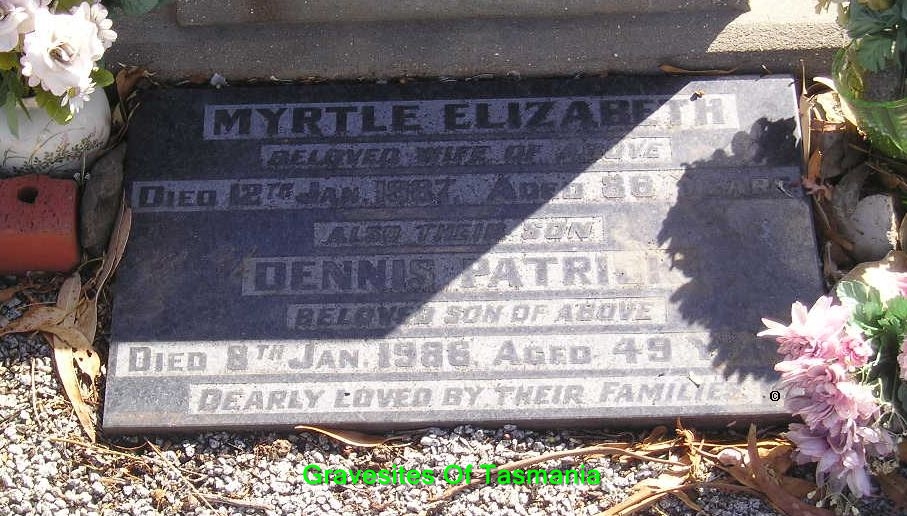 MYRTLE ELIZABETH
BELOVED WIFE OF ABOVE
DIED 12TH JAN. 1987. AGED 86 YEARS
ALSO THEIR SON
DENNIS PATRICK
BELOVED SON OF ABOVE
DIED 8TH JAN. 1986 AGED 49 YEARS
DEARLY LOVED BY THEIR FAMILIES.
©
Gravesites Of Tasmania